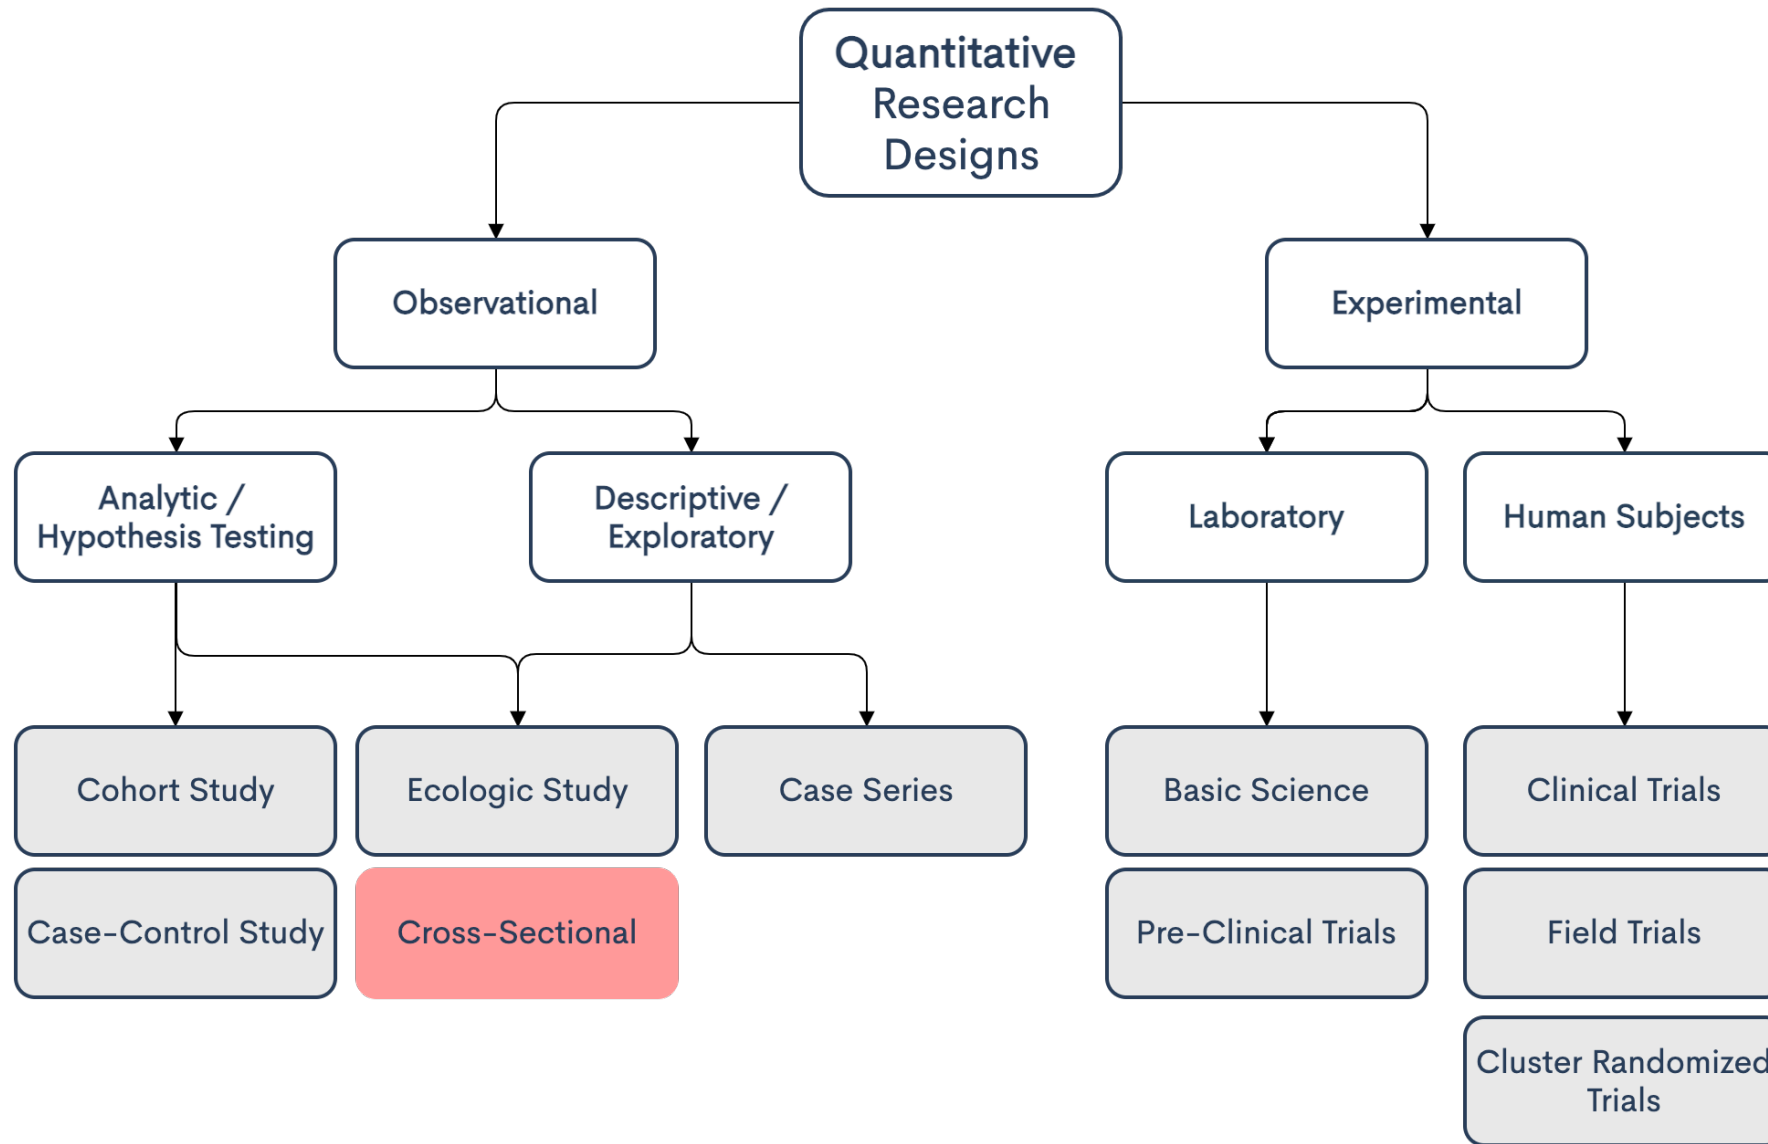 Quantitative
Research
Designs
Observational
Experimental
Analytic /
Hypothesis Testing
Descriptive /
Exploratory
Laboratory
Human Subjects
Cohort Study
Ecologic Study
Case Series
Basic Science
Clinical Trials
Case-Control Study
Cross-Sectional
Pre-Clinical Trials
Field Trials
Cluster Randomized
Trials